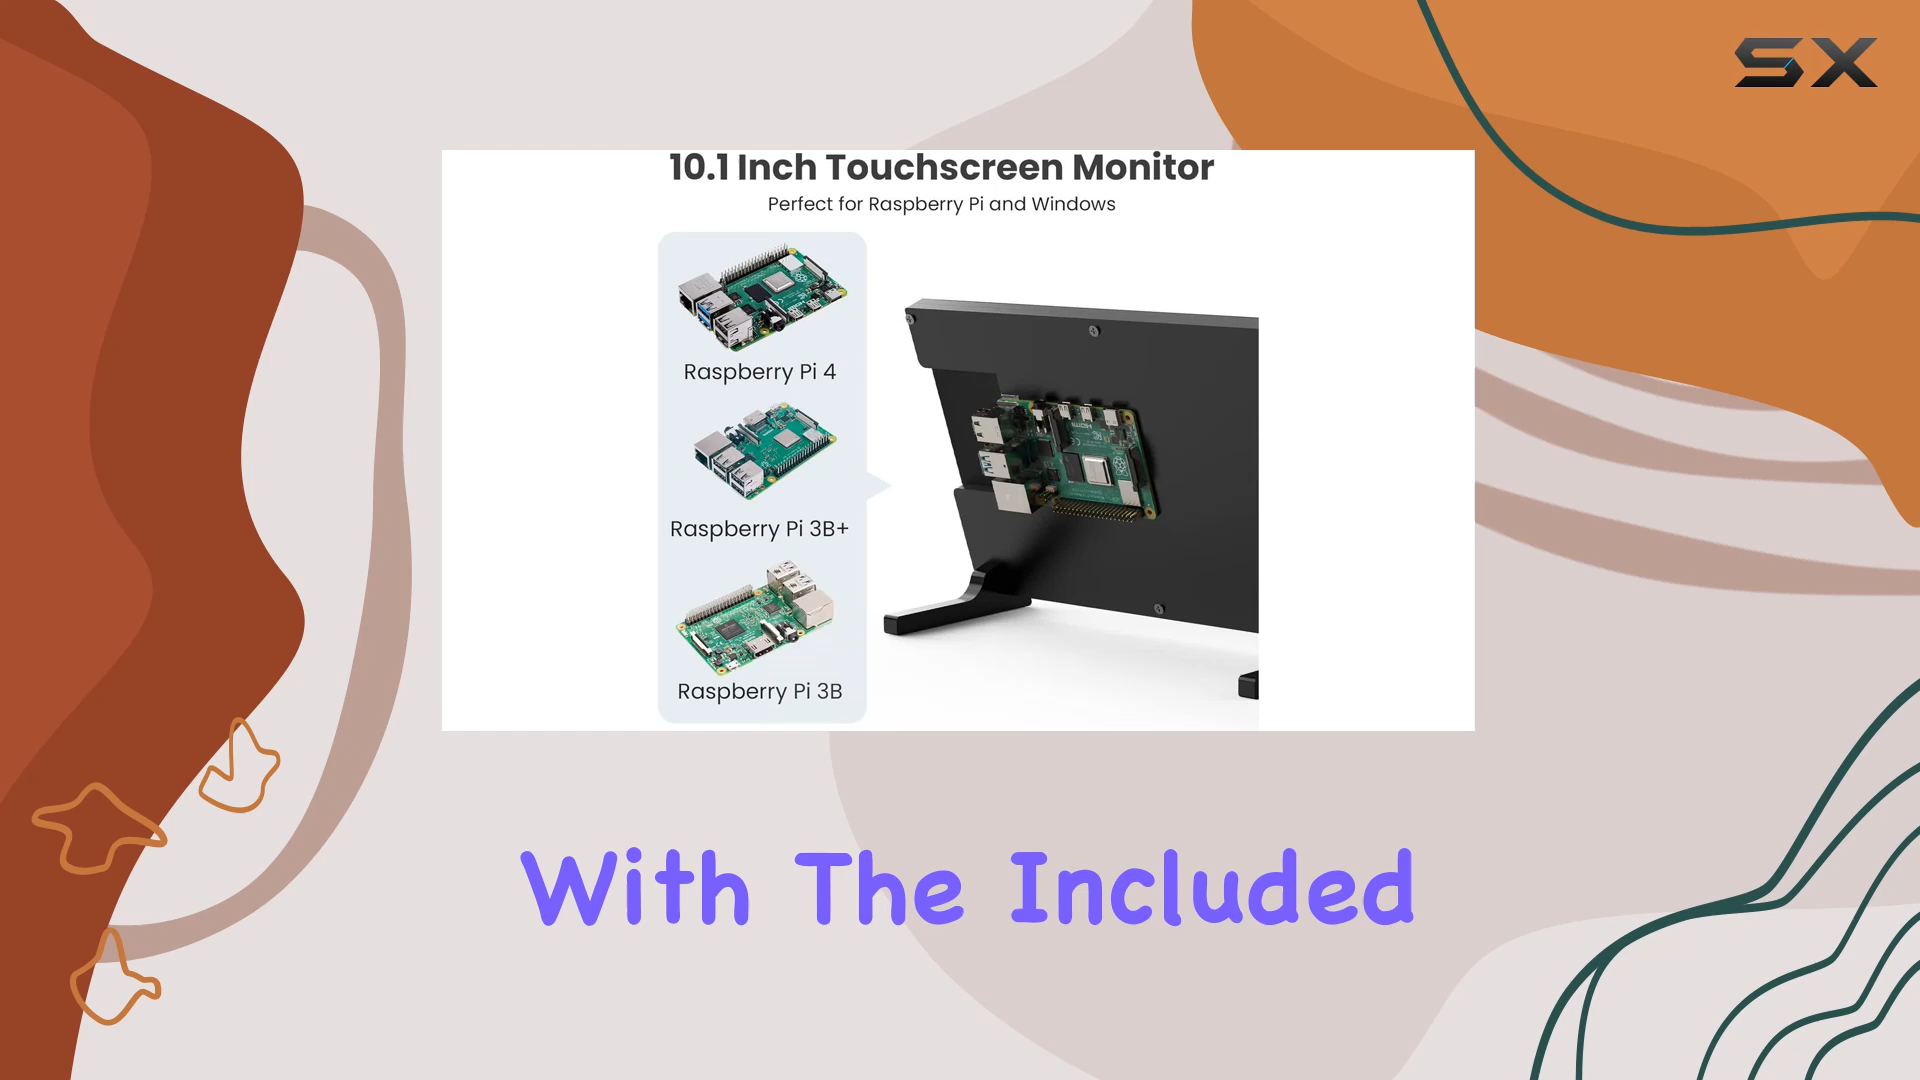 SX
10.1 Inch Touchscreen Monitor
Perfect for Raspberry Pi and Windows
Raspberry Pi 4
Raspberry Pi 3B+
Raspberry Pi 3B
With The Included